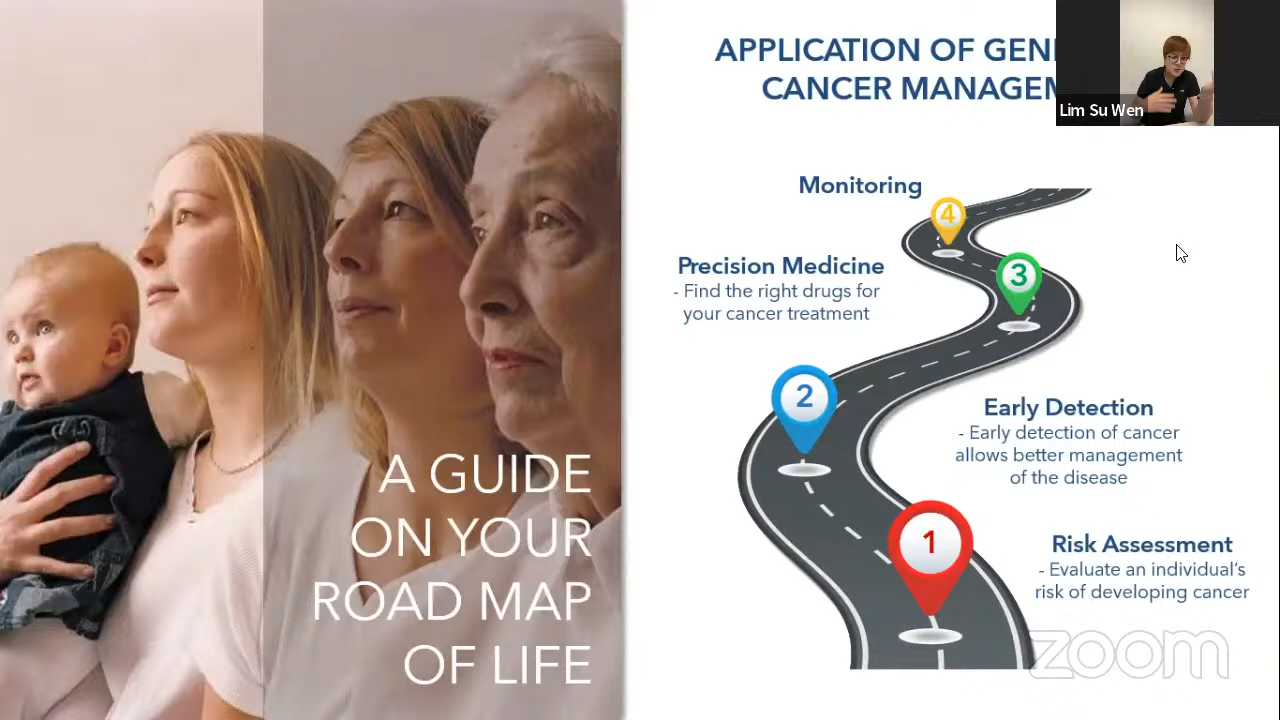 A GUIDE
ON YOUR
ROAD MAP
OF LIFE
APPLICATION OF
CANCER
Lim Su Wen
Monitoring
4
Precision Medicine
- Find the right drugs for
your cancer treatment
3
2
Early Detection
- Early detection of cancer
allows better management
of the disease
1
Risk Assessment
- Evaluate an individual's
risk of developing cancer
zoom